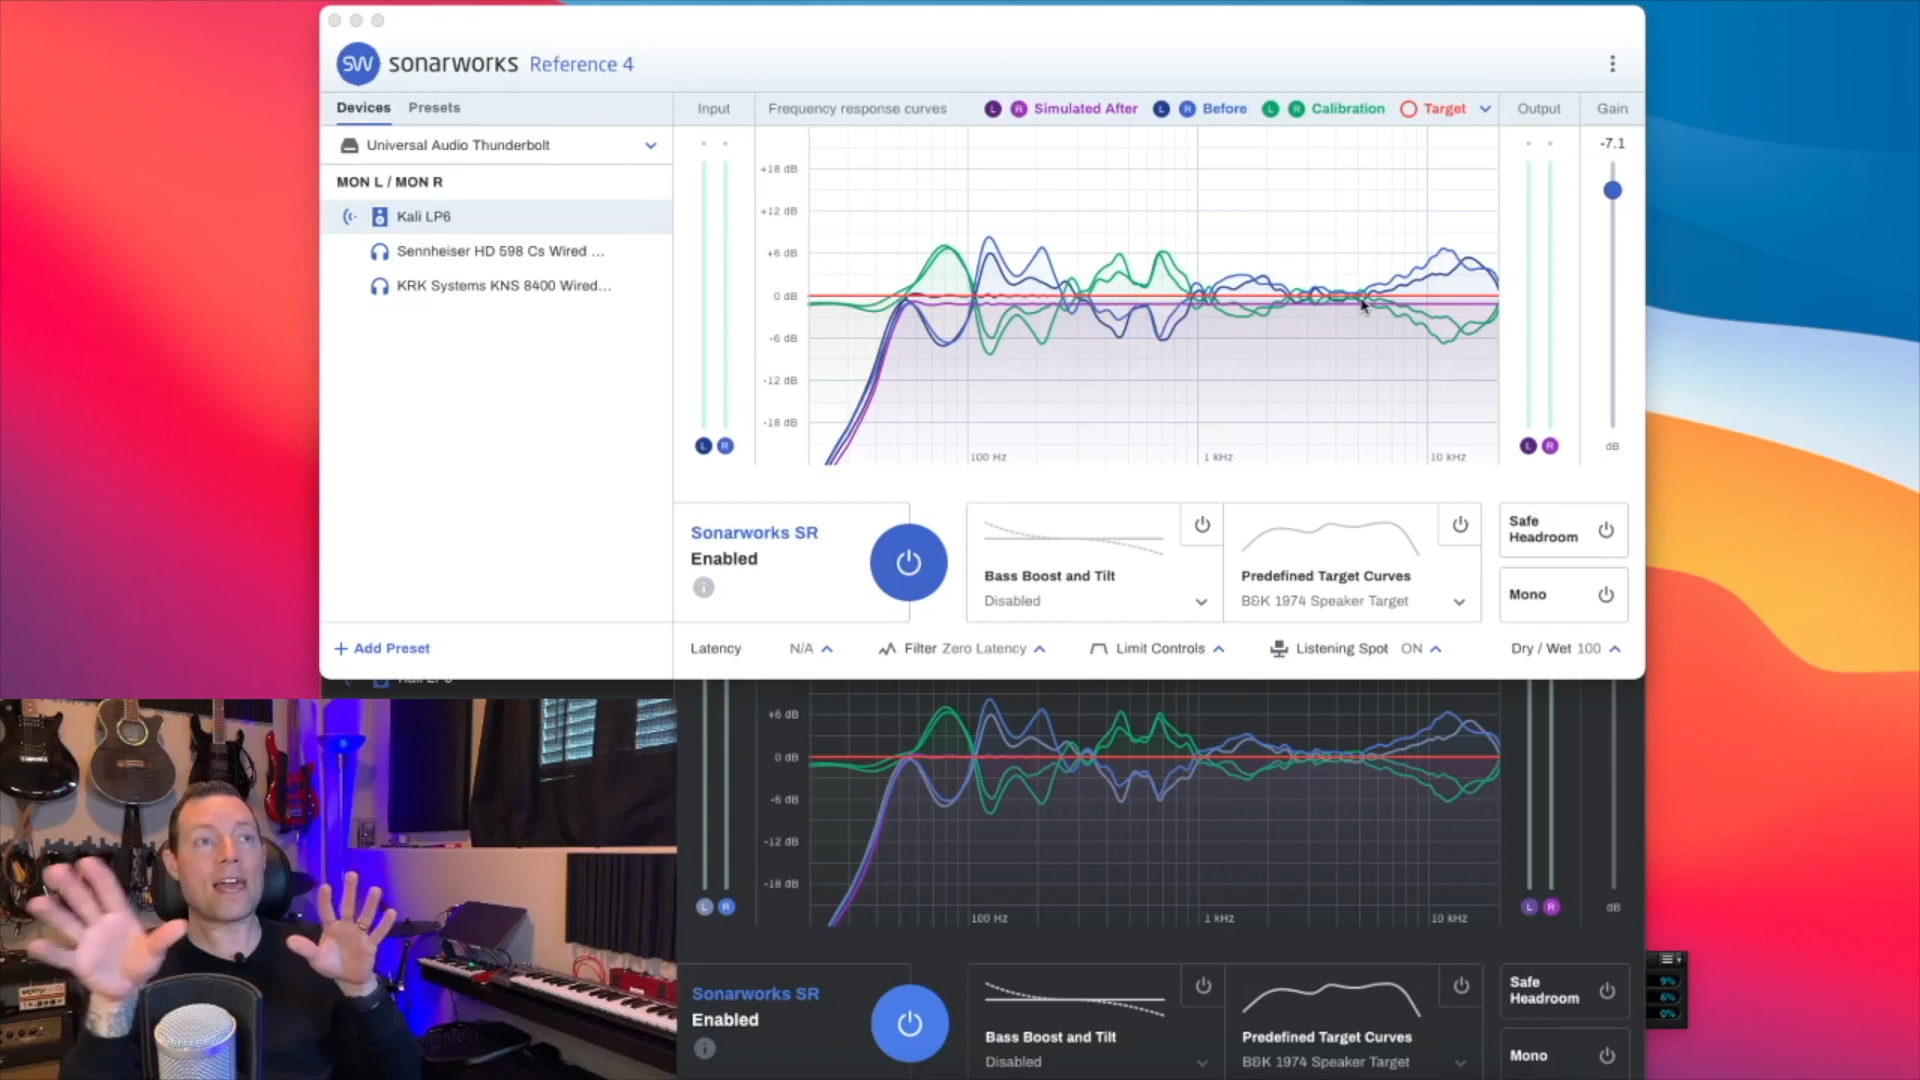 SW sonarworks Reference 4
Devices Presets Input Frequency response curves L R Simulated After L R Before L R Calibration Target Output Gain
Universal Audio Thunderbolt
-7.1
MON L / MON R
Kali LP6
Sennheiser HD 598 Cs Wired ...
KRK Systems KNS 8400 Wired...
+18 dB
+12 dB
+6 dB
0 dB
-6 dB
-12 dB
-18 dB
L R
L R
dB
100 Hz 1 kHz 10 kHz
Sonarworks SR
Enabled
i
Bass Boost and Tilt
Disabled
Predefined Target Curves
B&K 1974 Speaker Target
Safe
Headroom
Mono
+ Add Preset
Latency N/A Filter Zero Latency Limit Controls Listening Spot ON Dry / Wet 100
+6 dB
0 dB
-6 dB
-12 dB
-18 dB
L R
L R
dB
100 Hz 1 kHz 10 kHz
Sonarworks SR
Enabled
i
Bass Boost and Tilt
Disabled
Predefined Target Curves
B&K 1974 Speaker Target
Safe
Headroom
Mono
9%
6%
0%